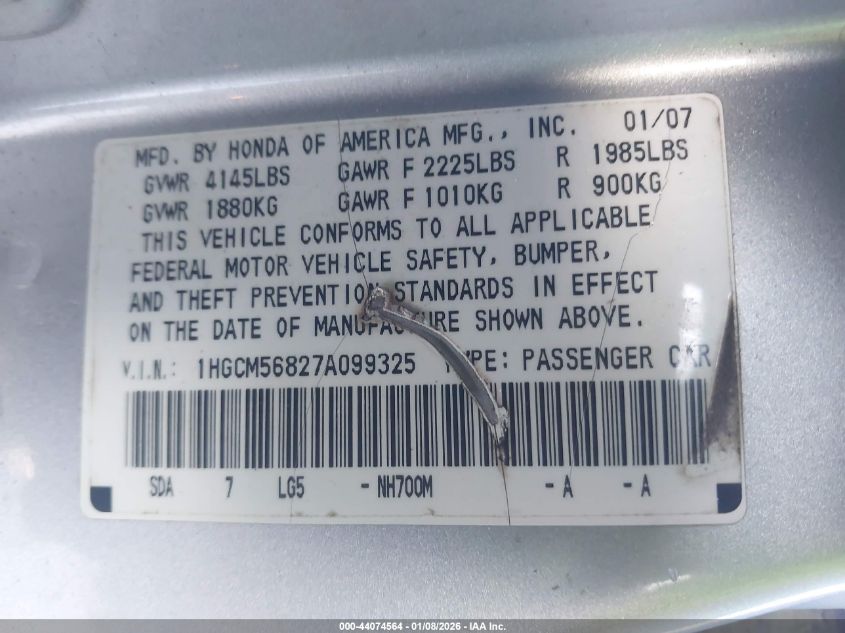 MFD. BY HONDA OF AMERICA MFG., INC. 01/07
GVWR 4145LBS GAWR F 2225LBS R 1985LBS
GVWR 1880KG GAWR F 1010KG R 900KG
THIS VEHICLE CONFORMS TO ALL APPLICABLE
FEDERAL MOTOR VEHICLE SAFETY, BUMPER,
AND THEFT PREVENTION STANDARDS IN EFFECT
ON THE DATE OF MANUFACTURE SHOWN ABOVE.
V.I.N.: 1HGCM56827A099325 TYPE: PASSENGER CAR
SDA 7 LG5 - NH700M - A - A
000-44074564 - 01/08/2026 - IAA Inc.